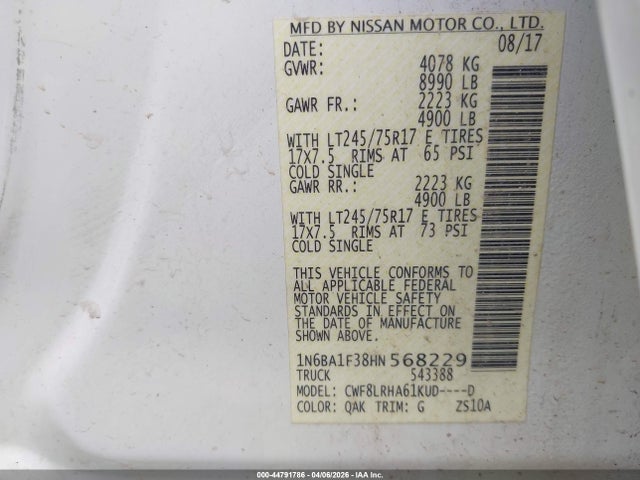 MFD BY NISSAN MOTOR CO., LTD.
DATE: 08/17
GVWR: 4078 KG
8990 LB
GAWR FR.: 2223 KG
4900 LB
WITH LT245/75R17 E TIRES
17X7.5 RIMS AT 65 PSI
COLD SINGLE
GAWR RR.: 2223 KG
4900 LB
WITH LT245/75R17 E TIRES
17X7.5 RIMS AT 73 PSI
COLD SINGLE
THIS VEHICLE CONFORMS TO
ALL APPLICABLE FEDERAL
MOTOR VEHICLE SAFETY
STANDARDS IN EFFECT ON
THE DATE OF MANUFACTURE
SHOWN ABOVE.
1N6BA1F38HN568229
TRUCK 543388
MODEL: CWF8LRHA61KUD----D
COLOR: QAK TRIM: G ZS10A
000-44791786 - 04/06/2026 - IAA Inc.